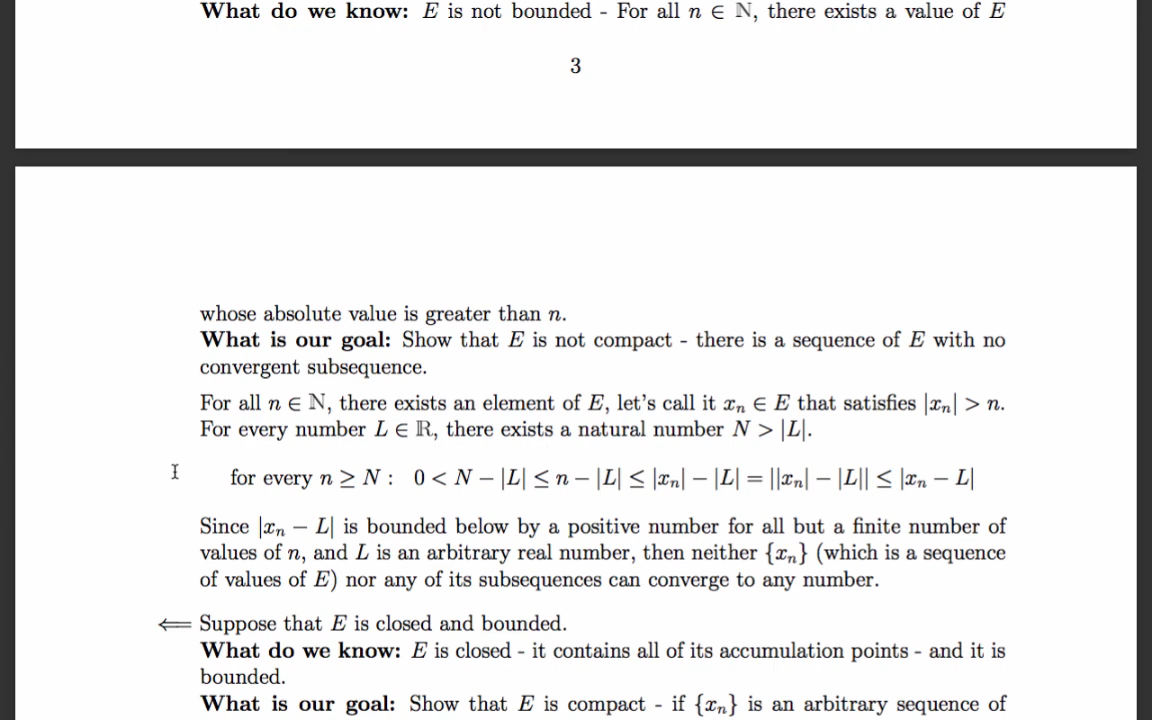 What do we know: E is not bounded - For all n ∈ ℕ, there exists a value of E
3
whose absolute value is greater than n.
What is our goal: Show that E is not compact - there is a sequence of E with no
convergent subsequence.
For all n ∈ ℕ, there exists an element of E, let's call it xₙ ∈ E that satisfies |xₙ| > n.
For every number L ∈ ℝ, there exists a natural number N > |L|.
for every n ≥ N : 0 < N − |L| ≤ n − |L| ≤ |xₙ| − |L| = ||xₙ| − |L|| ≤ |xₙ − L|
Since |xₙ − L| is bounded below by a positive number for all but a finite number of
values of n, and L is an arbitrary real number, then neither {xₙ} (which is a sequence
of values of E) nor any of its subsequences can converge to any number.
⟸ Suppose that E is closed and bounded.
What do we know: E is closed - it contains all of its accumulation points - and it is
bounded.
What is our goal: Show that E is compact - if {xₙ} is an arbitrary sequence of